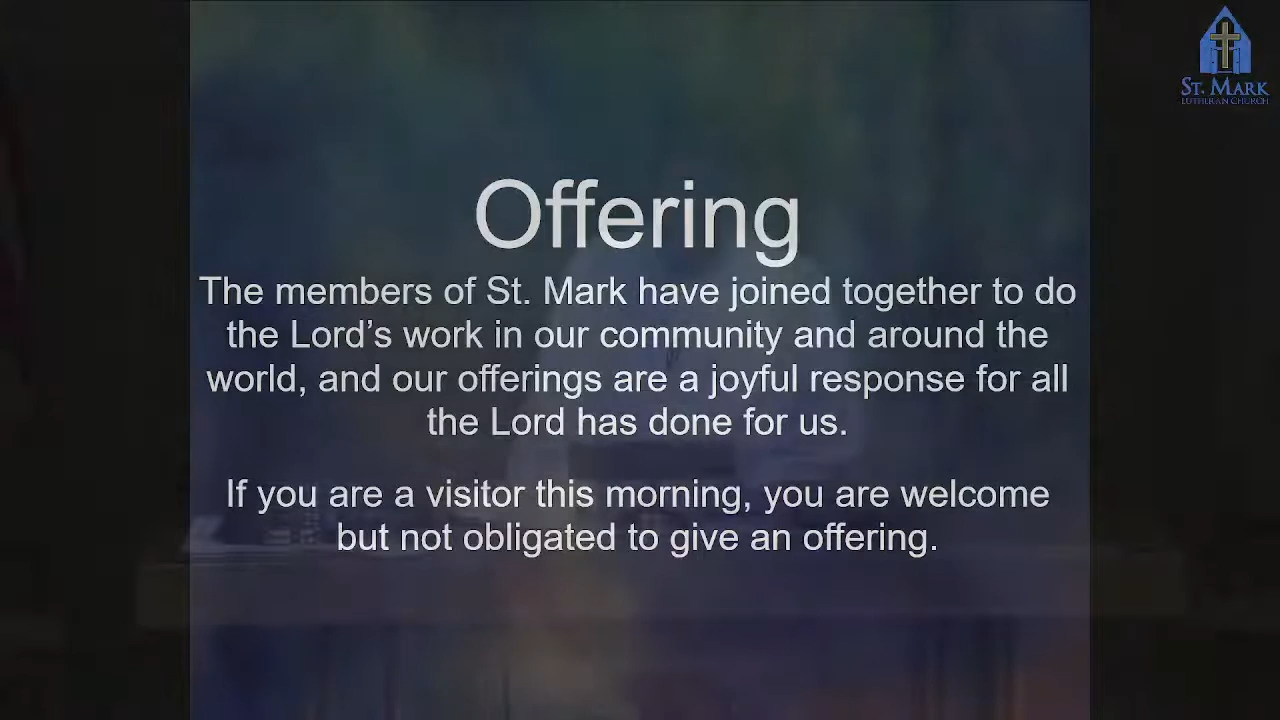 St. Mark
Lutheran Church
Offering
The members of St. Mark have joined together to do
the Lord’s work in our community and around the
world, and our offerings are a joyful response for all
the Lord has done for us.
If you are a visitor this morning, you are welcome
but not obligated to give an offering.